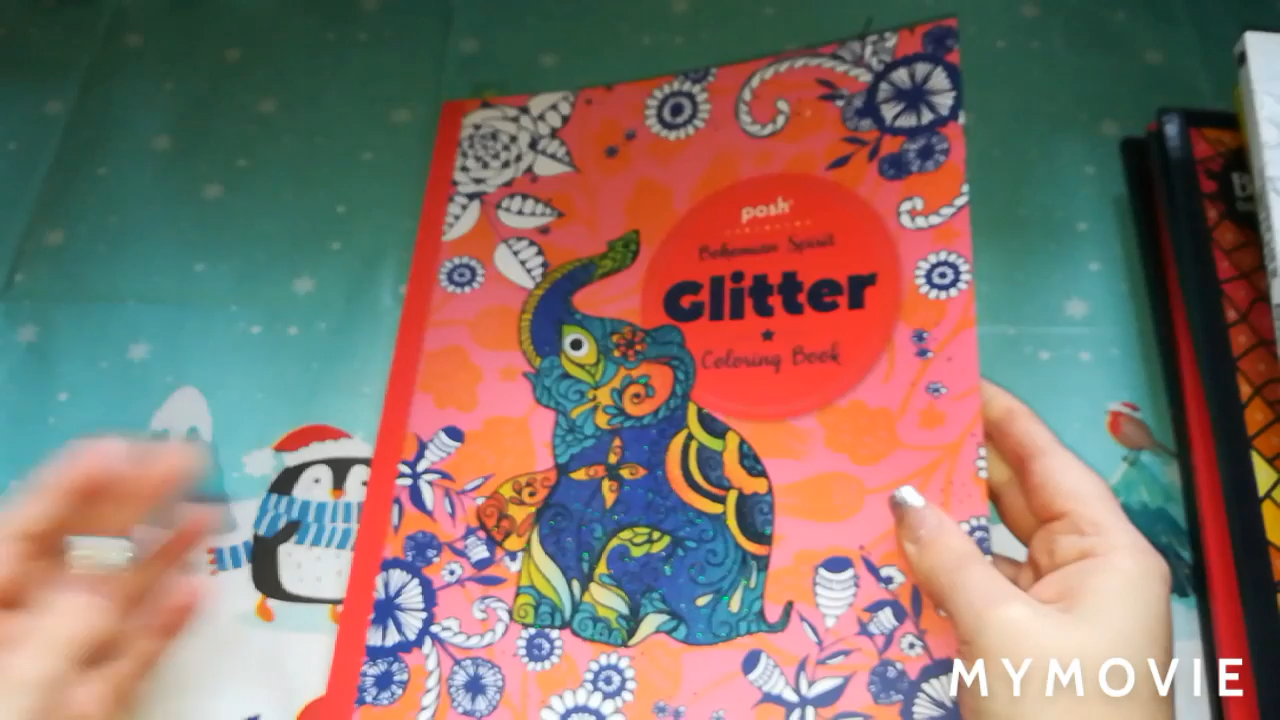 posh®
Bohemian Spirit
Glitter
Coloring Book
MYMOVIE